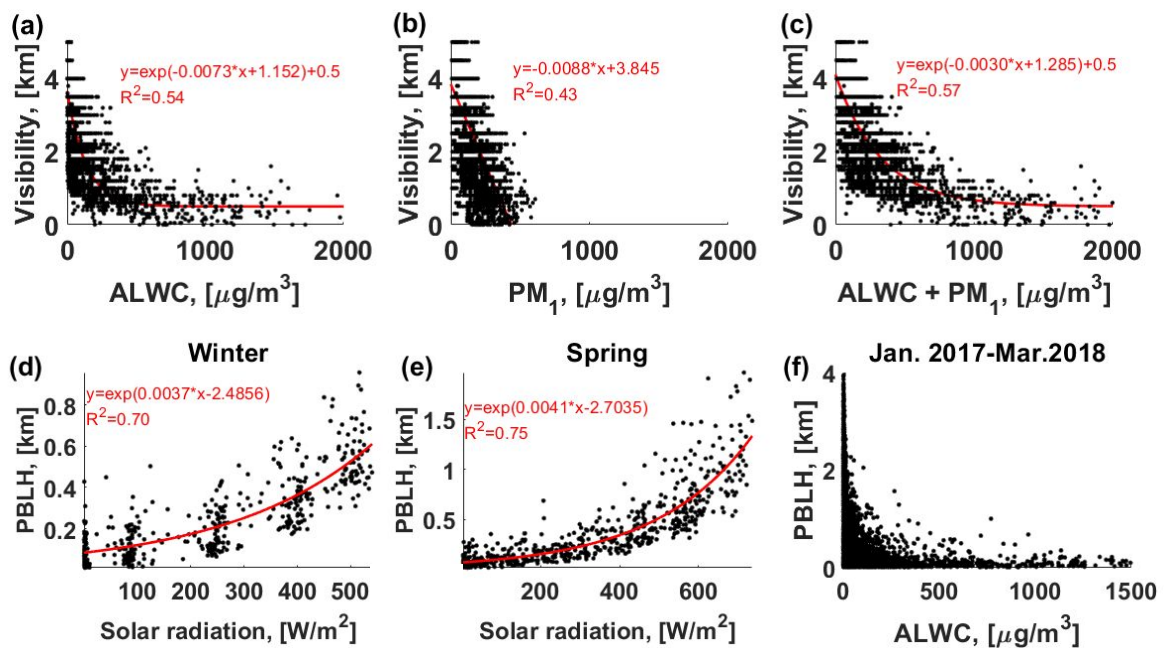 (a)
Visibility, [km]
4
2
0
y=exp(-0.0073*x+1.152)+0.5
R²=0.54
0 1000 2000
ALWC, [μg/m³]
(b)
Visibility, [km]
4
2
0
y=-0.0088*x+3.845
R²=0.43
0 1000 2000
PM₁, [μg/m³]
(c)
Visibility, [km]
4
2
0
y=exp(-0.0030*x+1.285)+0.5
R²=0.57
0 1000 2000
ALWC + PM₁, [μg/m³]
(d)
Winter
PBLH, [km]
0.8
0.6
0.4
0.2
y=exp(0.0037*x-2.4856)
R²=0.70
100 200 300 400 500
Solar radiation, [W/m²]
(e)
Spring
PBLH, [km]
1.5
1
0.5
y=exp(0.0041*x-2.7035)
R²=0.75
200 400 600
Solar radiation, [W/m²]
(f)
Jan. 2017-Mar.2018
PBLH, [km]
4
2
0
0 500 1000 1500
ALWC, [μg/m³]